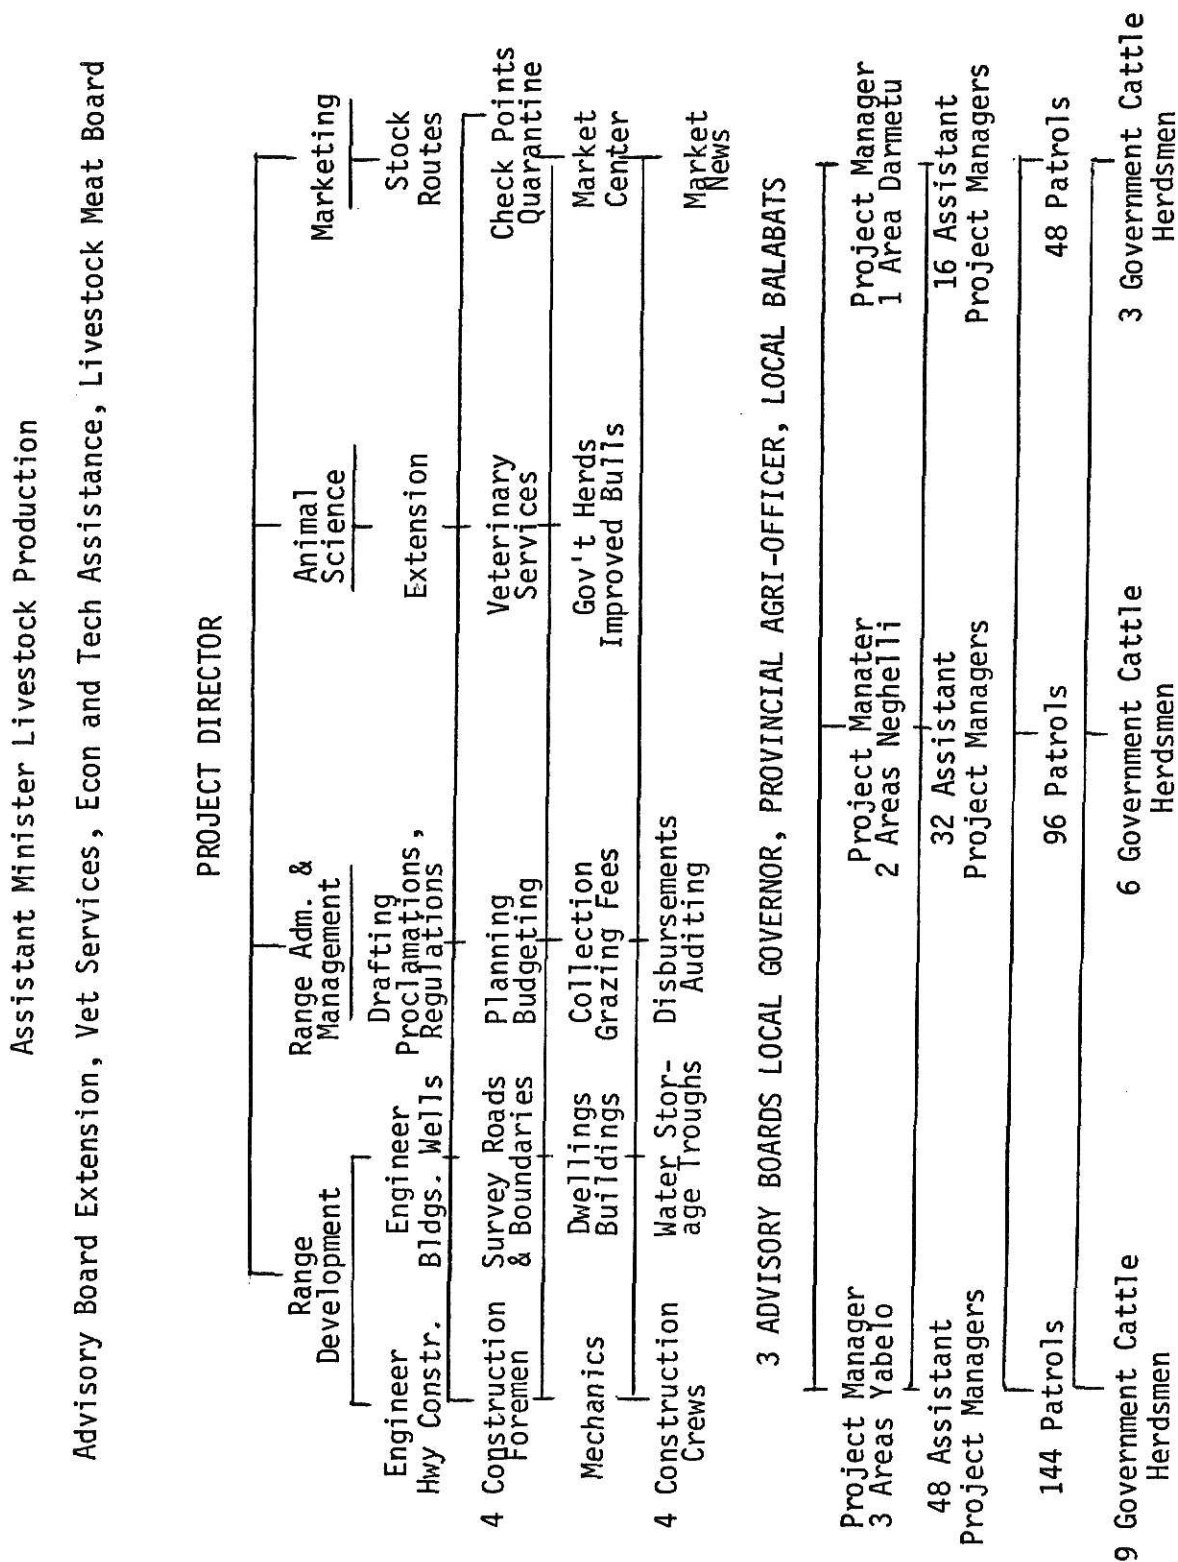 Assistant Minister Livestock Production
Advisory Board Extension, Vet Services, Econ and Tech Assistance, Livestock Meat Board
PROJECT DIRECTOR
Range
Development
Range Adm. &
Management
Animal
Science
Marketing
Engineer
Hwy Constr.
Engineer
Bldgs. Wells
Drafting
Proclamations,
Regulations
Extension
Stock
Routes
4 Construction
Foremen
Survey Roads
& Boundaries
Planning
Budgeting
Veterinary
Services
Check Points
Quarantine
Mechanics
Dwellings
Buildings
Collection
Grazing Fees
Gov't Herds
Improved Bulls
Market
Center
4 Construction
Crews
Water Stor-
age Troughs
Disbursements
Auditing
Market
News
3 ADVISORY BOARDS LOCAL GOVERNOR, PROVINCIAL AGRI-OFFICER, LOCAL BALABATS
Project Manager
3 Areas Yabelo
Project Manater
2 Areas Neghelli
Project Manager
1 Area Darmetu
48 Assistant
Project Managers
32 Assistant
Project Managers
16 Assistant
Project Managers
144 Patrols
96 Patrols
48 Patrols
9 Government Cattle
Herdsmen
6 Government Cattle
Herdsmen
3 Government Cattle
Herdsmen